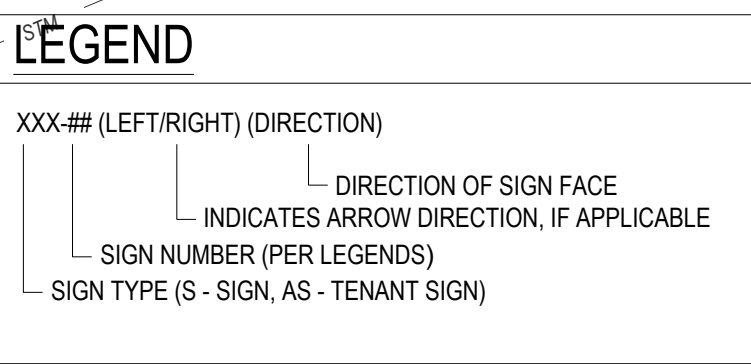 STM
LEGEND
XXX-## (LEFT/RIGHT) (DIRECTION)
DIRECTION OF SIGN FACE
INDICATES ARROW DIRECTION, IF APPLICABLE
SIGN NUMBER (PER LEGENDS)
SIGN TYPE (S - SIGN, AS - TENANT SIGN)